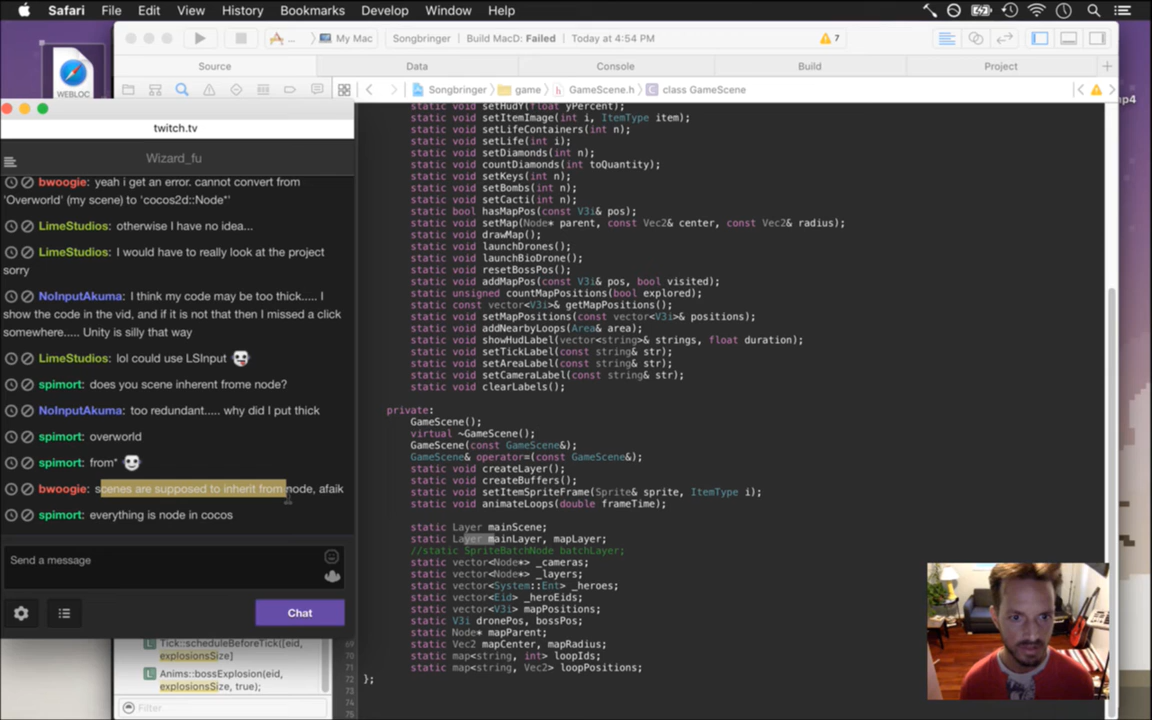 Safari File Edit View History Bookmarks Develop Window Help
My Mac Songbringer Build MacD: Failed Today at 4:54 PM 7
Source Data Console Build Project
Songbringer game GameScene.h class GameScene
WEBLOC
mp4
twitch.tv
Wizard_fu
bwoogie: yeah i get an error. cannot convert from
'Overworld' (my scene) to 'cocos2d::Node*'
LimeStudios: otherwise I have no idea...
LimeStudios: I would have to really look at the project
sorry
NoInputAkuma: I think my code may be too thick..... I
show the code in the vid, and if it is not that then I missed a click
somewhere..... Unity is silly that way
LimeStudios: lol could use LSInput
spimort: does you scene inherent frome node?
NoInputAkuma: too redundant..... why did I put thick
spimort: overworld
spimort: from*
bwoogie: scenes are supposed to inherit from node, afaik
spimort: everything is node in cocos
Send a message
Chat
Tick::scheduleBeforeTick([eid,
explosionsSize]
Anims::bossExplosion(eid,
explosionsSize, true);
Filter
static void setHudY(float yPercent);
static void setItemImage(int i, ItemType item);
static void setLifeContainers(int n);
static void setLife(int i);
static void setDiamonds(int n);
static void countDiamonds(int toQuantity);
static void setKeys(int n);
static void setBombs(int n);
static void setCacti(int n);
static bool hasMapPos(const V3i& pos);
static void setMap(Node* parent, const Vec2& center, const Vec2& radius);
static void drawMap();
static void launchDrones();
static void launchBioDrone();
static void resetBossPos();
static void addMapPos(const V3i& pos, bool visited);
static unsigned countMapPositions(bool explored);
static const vector<V3i>& getMapPositions();
static void setMapPositions(const vector<V3i>& positions);
static void addNearbyLoops(Area& area);
static void showHudLabel(vector<string>& strings, float duration);
static void setTickLabel(const string& str);
static void setAreaLabel(const string& str);
static void setCameraLabel(const string& str);
static void clearLabels();
private:
GameScene();
virtual ~GameScene();
GameScene(const GameScene&);
GameScene& operator=(const GameScene&);
static void createLayer();
static void createBuffers();
static void setItemSpriteFrame(Sprite& sprite, ItemType i);
static void animateLoops(double frameTime);
static Layer mainScene;
static Layer mainLayer, mapLayer;
//static SpriteBatchNode batchLayer;
static vector<Node*> _cameras;
static vector<Node*> _layers;
static vector<System::Ent> _heroes;
static vector<Eid> _heroEids;
static vector<V3i> mapPositions;
static V3i dronePos, bossPos;
static Node* mapParent;
static Vec2 mapCenter, mapRadius;
static map<string, int> loopIds;
static map<string, Vec2> loopPositions;
};
69
70
71
72
73
74
75